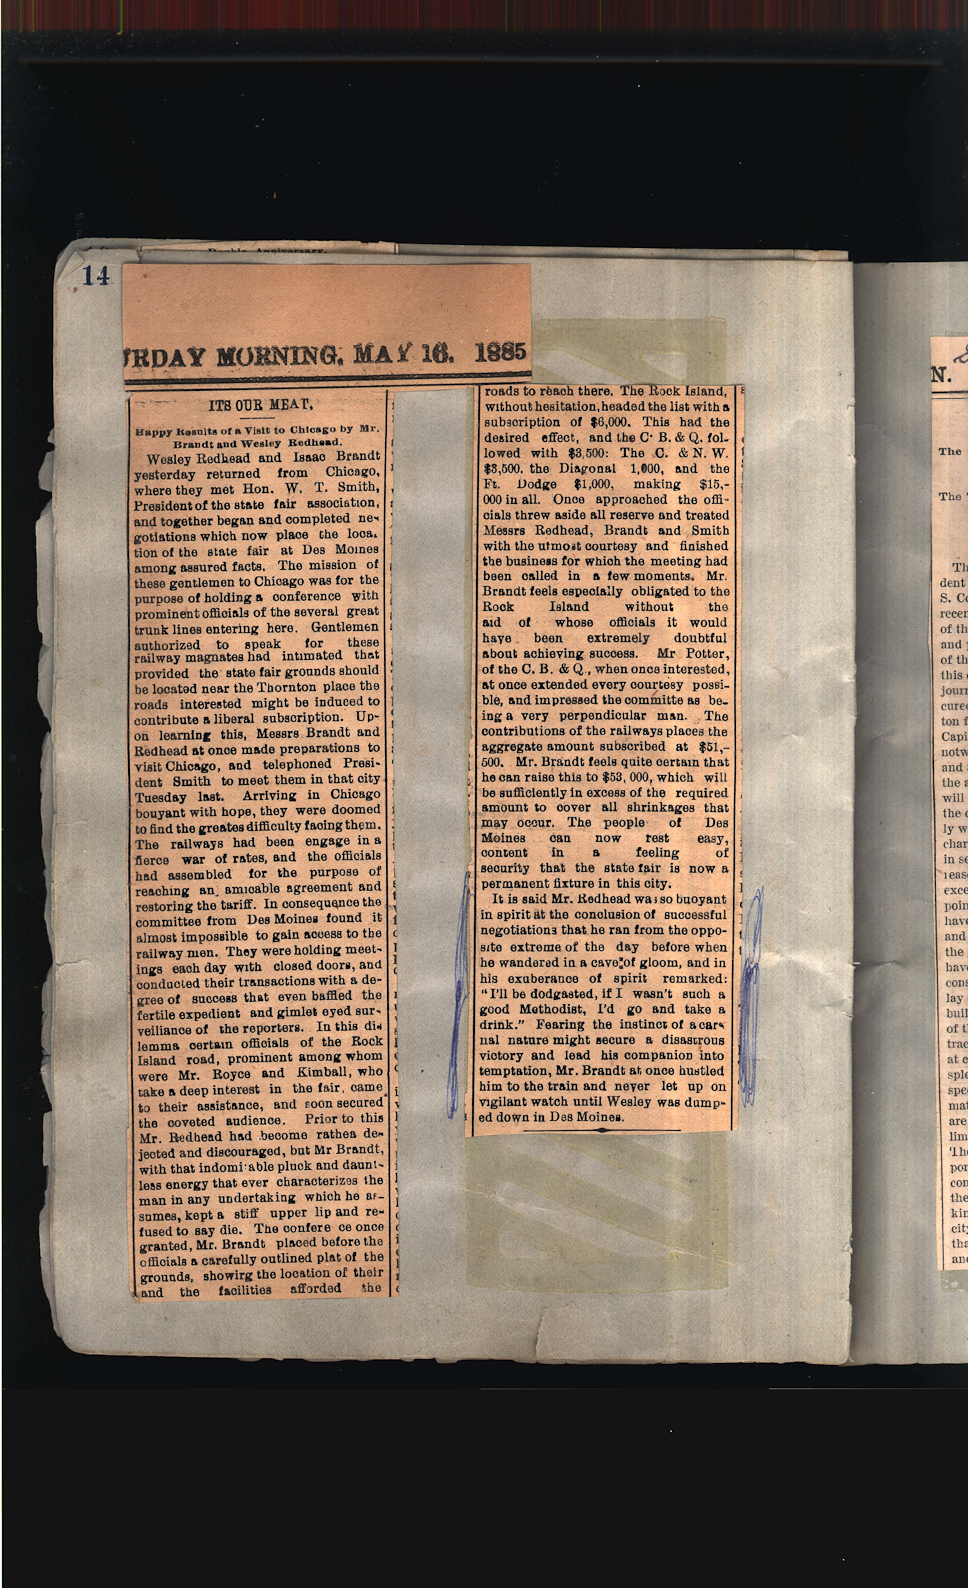 14
URDAY MORNING, MAY 16, 1885
ITS OUR MEAT.
Happy Results of a Visit to Chicago by Mr.
Brandt and Wesley Redhead.
Wesley Redhead and Isaac Brandt
yesterday returned from Chicago,
where they met Hon. W. T. Smith,
President of the state fair association,
and together began and completed ne-
gotiations which now place the loca-
tion of the state fair at Des Moines
among assured facts. The mission of
these gentlemen to Chicago was for the
purpose of holding a conference with
prominent officials of the several great
trunk lines entering here. Gentlemen
authorized to speak for these
railway magnates had intimated that
provided the state fair grounds should
be located near the Thornton place the
roads interested might be induced to
contribute a liberal subscription. Up-
on learning this, Messrs Brandt and
Redhead at once made preparations to
visit Chicago, and telephoned Presi-
dent Smith to meet them in that city
Tuesday last. Arriving in Chicago
bouyant with hope, they were doomed
to find the greates difficulty facing them.
The railways had been engage in a
fierce war of rates, and the officials
had assembled for the purpose of
reaching an amicable agreement and
restoring the tariff. In consequence the
committee from Des Moines found it
almost impossible to gain access to the
railway men. They were holding meet-
ings each day with closed doors, and
conducted their transactions with a de-
gree of success that even baffled the
fertile expedient and gimlet eyed sur-
veiliance of the reporters. In this di-
lemma certain officials of the Rock
Island road, prominent among whom
were Mr. Royce and Kimball, who
take a deep interest in the fair, came
to their assistance, and soon secured
the coveted audience. Prior to this
Mr. Redhead had become rathea de-
jected and discouraged, but Mr Brandt,
with that indomi able pluck and daunt-
less energy that ever characterizes the
man in any undertaking which he as-
sumes, kept a stiff upper lip and re-
fused to say die. The confere ce once
granted, Mr. Brandt placed before the
officials a carefully outlined plat of the
grounds, showirg the location of their
and the facilities afforded the
roads to reach there. The Rock Island,
without hesitation, headed the list with a
subscription of $6,000. This had the
desired effect, and the C. B. & Q. fol-
lowed with $3,500: The C. & N. W.
$3,500, the Diagonal 1,000, and the
Ft. Dodge $1,000, making $15,-
000 in all. Once approached the offi-
cials threw aside all reserve and treated
Messrs Redhead, Brandt and Smith
with the utmost courtesy and finished
the business for which the meeting had
been called in a few moments. Mr.
Brandt feels especially obligated to the
Rock Island without the
aid of whose officials it would
have been extremely doubtful
about achieving success. Mr Potter,
of the C. B. & Q., when once interested,
at once extended every courtesy possi-
ble, and impressed the committe as be-
ing a very perpendicular man. The
contributions of the railways places the
aggregate amount subscribed at $51,-
500. Mr. Brandt feels quite certain that
he can raise this to $53,000, which will
be sufficiently in excess of the required
amount to cover all shrinkages that
may occur. The people of Des
Moines can now rest easy,
content in a feeling of
security that the state fair is now a
permanent fixture in this city.
It is said Mr. Redhead was so buoyant
in spirit at the conclusion of successful
negotiations that he ran from the oppo-
site extreme of the day before when
he wandered in a cave of gloom, and in
his exuberance of spirit remarked:
"I'll be dodgasted, if I wasn't such a
good Methodist, I'd go and take a
drink." Fearing the instinct of a car-
nal nature might secure a disastrous
victory and lead his companion into
temptation, Mr. Brandt at once hustled
him to the train and never let up on
vigilant watch until Wesley was dump-
ed down in Des Moines.
N.
The
The